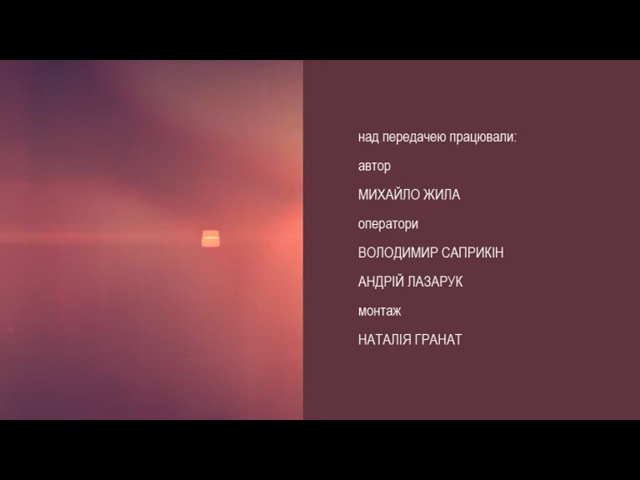 над передачею працювали:
автор
МИХАЙЛО ЖИЛА
оператори
ВОЛОДИМИР САПРИКІН
АНДРІЙ ЛАЗАРУК
монтаж
НАТАЛІЯ ГРАНАТ